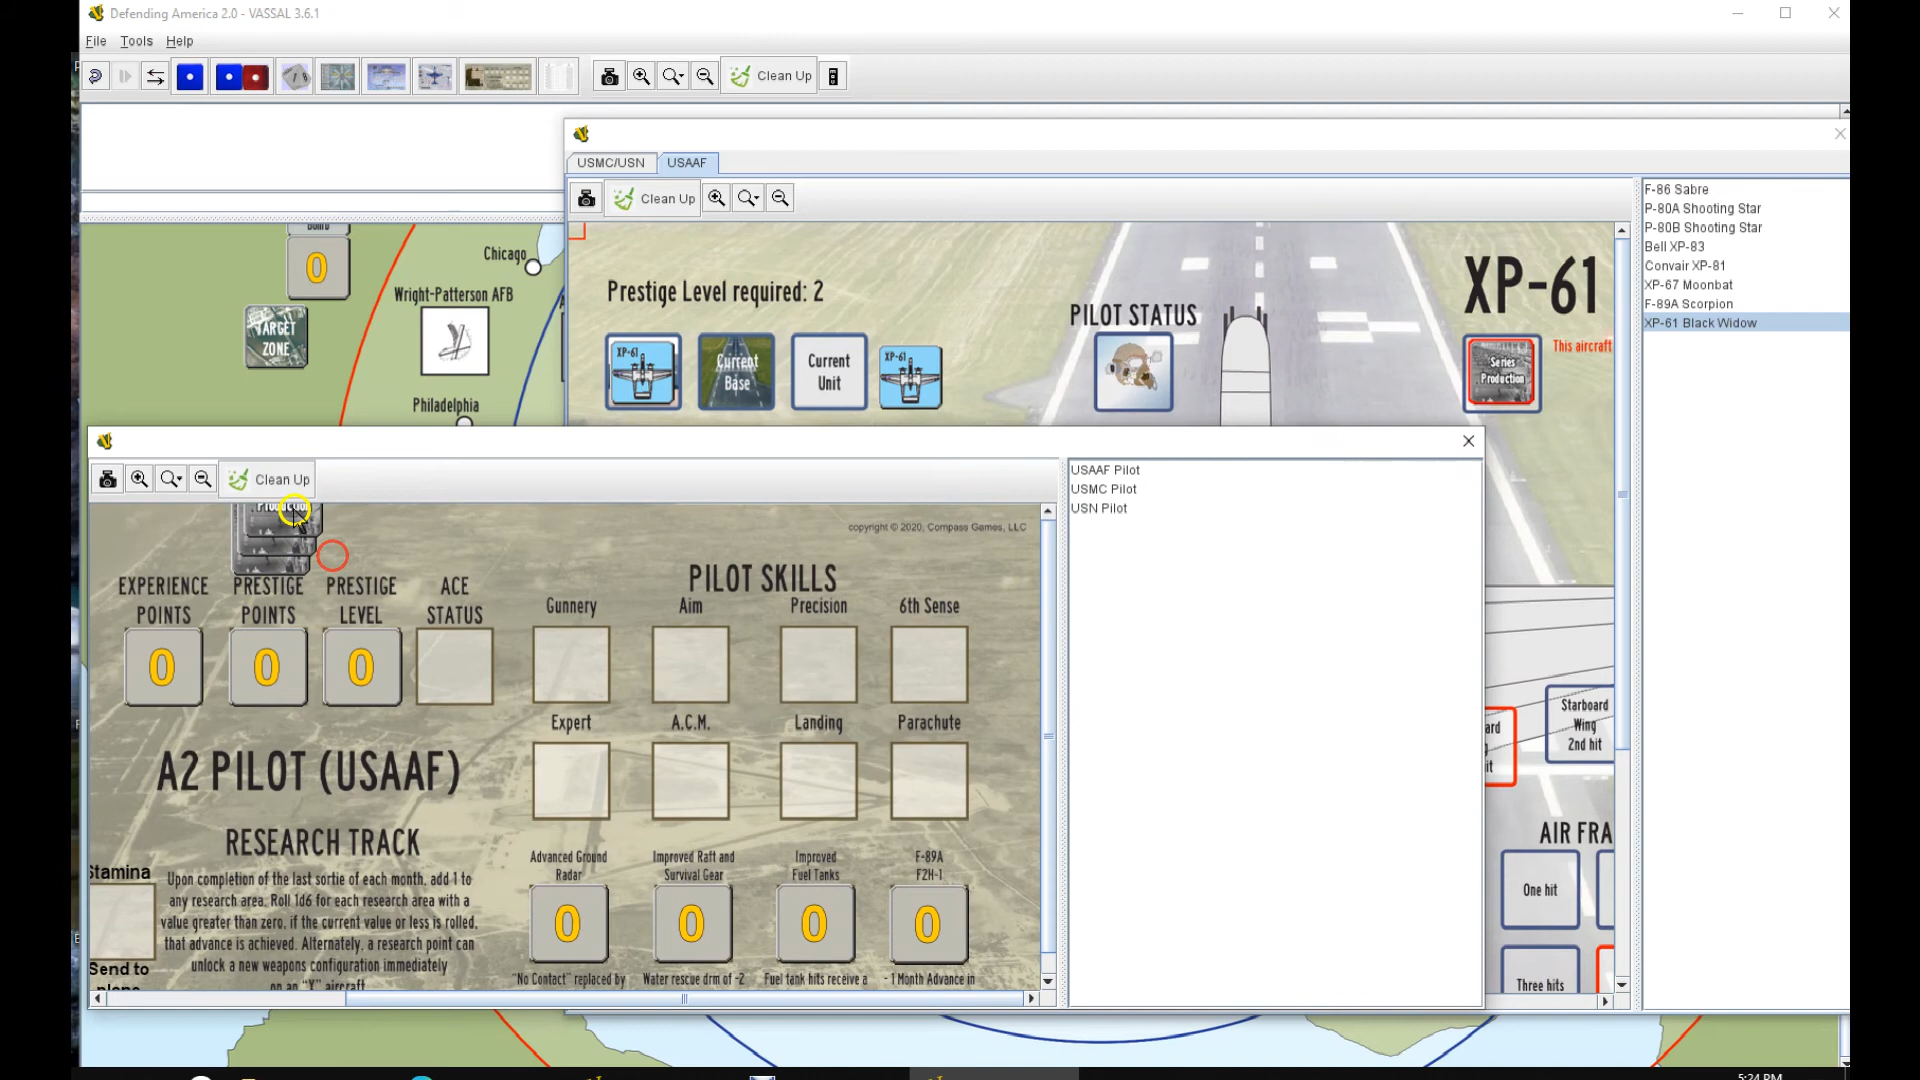 Defending America 2.0 - VASSAL 3.6.1
File Tools Help
Clean Up
USMC/USN USAAF
Clean Up
F-86 Sabre
P-80A Shooting Star
P-80B Shooting Star
Bell XP-83
Convair XP-81
XP-67 Moonbat
F-89A Scorpion
XP-61 Black Widow
0
TARGET
ZONE
Chicago
Wright-Patterson AFB
Philadelphia
Prestige Level required: 2
XP-61
Current
Base
Current
Unit
XP-61
PILOT STATUS
XP-61
Series
Production
This aircraft
Clean Up
USAAF Pilot
USMC Pilot
USN Pilot
Production
copyright © 2020, Compass Games, LLC
EXPERIENCE
POINTS
PRESTIGE
POINTS
PRESTIGE
LEVEL
ACE
STATUS
0 0 0
PILOT SKILLS
Gunnery Aim Precision 6th Sense
Expert A.C.M. Landing Parachute
A2 PILOT (USAAF)
RESEARCH TRACK
Upon completion of the last sortie of each month, add 1 to
any research area. Roll 1d6 for each research area with a
value greater than zero, if the current value or less is rolled,
that advance is achieved. Alternately, a research point can
unlock a new weapons configuration immediately
on an "X" aircraft
Stamina
Send to
plane
Advanced Ground
Radar
Improved Raft and
Survival Gear
Improved
Fuel Tanks
F-89A
F2H-1
0 0 0 0
"No Contact" replaced by
Water rescue drm of -2
Fuel tank hits receive a
- 1 Month Advance in
Starboard
Wing
2nd hit
AIR FRA
One hit
Three hits
5:24 PM